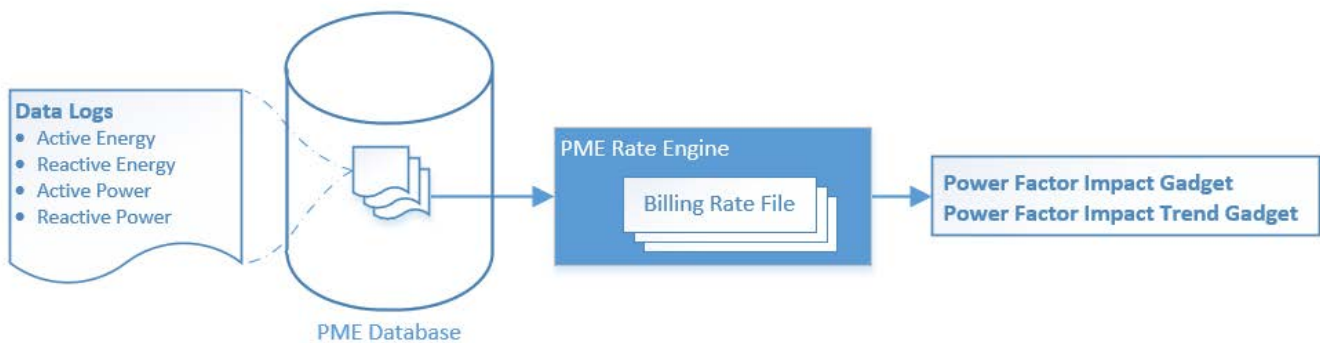 Data Logs
• Active Energy
• Reactive Energy
• Active Power
• Reactive Power
PME Database
PME Rate Engine
Billing Rate File
Power Factor Impact Gadget
Power Factor Impact Trend Gadget